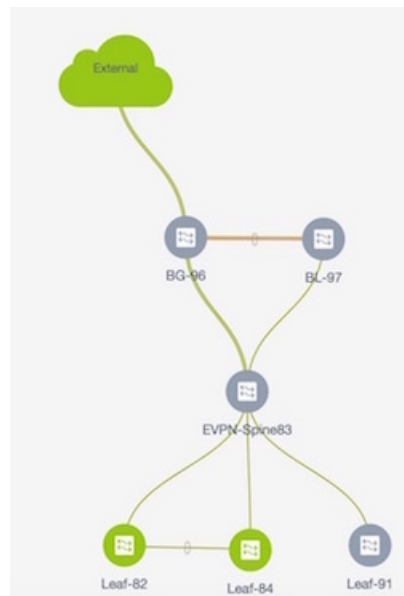 External
BG-96
BL-97
EVPN-Spine83
Leaf-82
Leaf-84
Leaf-91